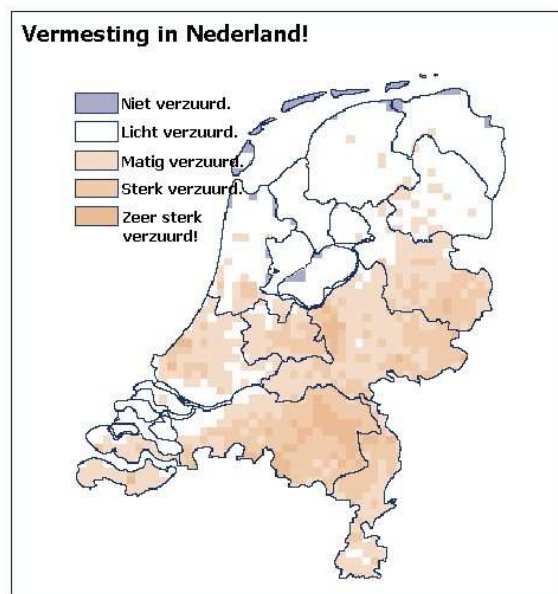 Vermesting in Nederland!
Niet verzuurd.
Licht verzuurd.
Matig verzuurd.
Sterk verzuurd.
Zeer sterk
verzuurd!